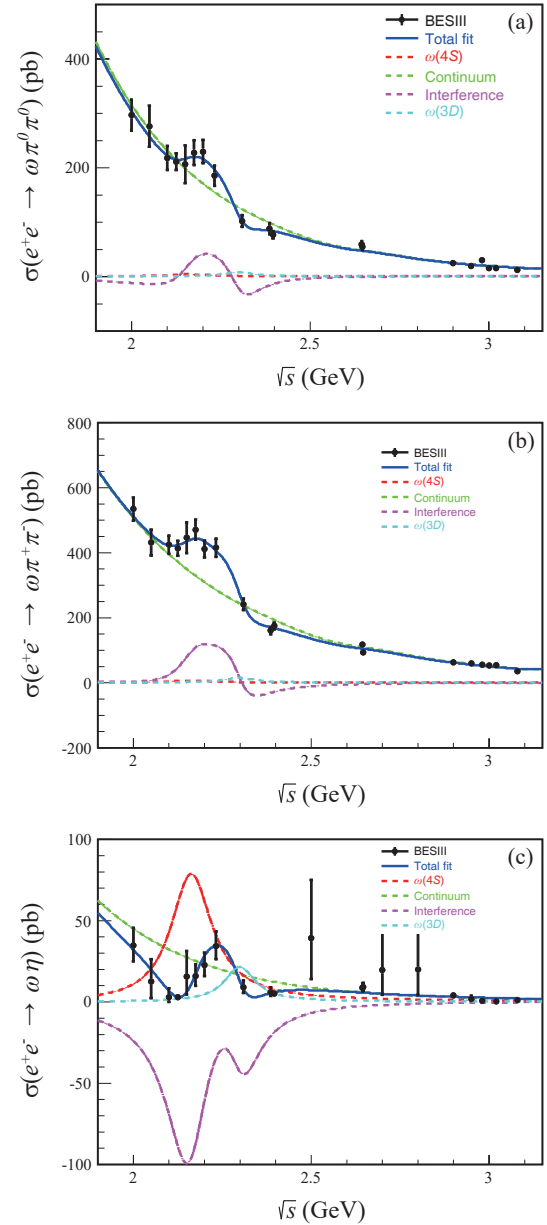 (a)
BESIII
Total fit
ω(4S)
Continuum
Interference
ω(3D)
σ(e⁺e⁻ → ωπ⁰π⁰) (pb)
400
200
0
2
2.5
3
√s (GeV)
(b)
BESIII
Total fit
ω(4S)
Continuum
Interference
ω(3D)
σ(e⁺e⁻ → ωπ⁺π⁻) (pb)
800
600
400
200
0
-200
2
2.5
3
√s (GeV)
(c)
BESIII
Total fit
ω(4S)
Continuum
Interference
ω(3D)
σ(e⁺e⁻ → ωη) (pb)
100
50
0
-50
-100
2
2.5
3
√s (GeV)